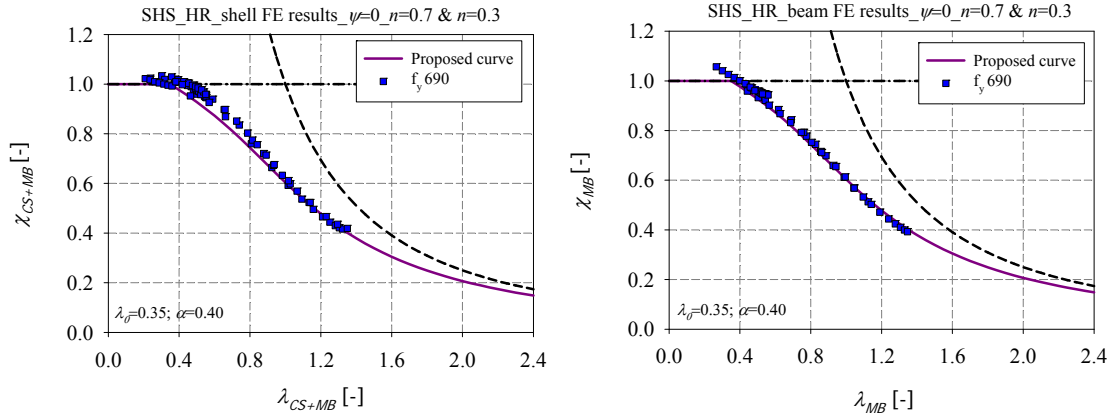 SHS_HR_shell FE results_ψ=0_n=0.7 & n=0.3
1.2
1.0
0.8
0.6
0.4
0.2
0.0
χCS+MB [-]
Proposed curve
fy 690
λ0=0.35; α=0.40
0.0 0.4 0.8 1.2 1.6 2.0 2.4
λCS+MB [-]
SHS_HR_beam FE results_ψ=0_n=0.7 & n=0.3
1.2
1.0
0.8
0.6
0.4
0.2
0.0
χMB [-]
Proposed curve
fy 690
λ0=0.35; α=0.40
0.0 0.4 0.8 1.2 1.6 2.0 2.4
λMB [-]